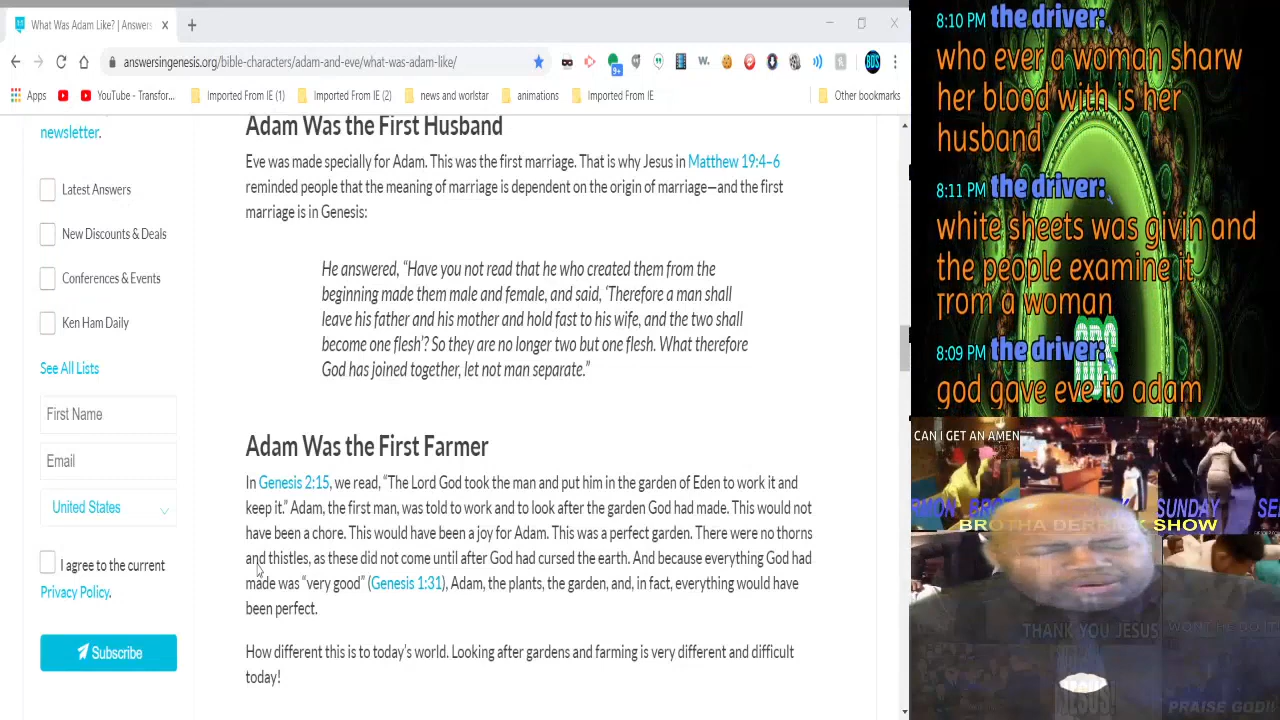 What Was Adam Like? | Answers
answersingenesis.org/bible-characters/adam-and-eve/what-was-adam-like/
9+
w.
BDS
Apps
YouTube - Transfor...
Imported From IE (1)
Imported From IE (2)
news and worlstar
animations
Imported From IE
Other bookmarks
newsletter.
Latest Answers
New Discounts & Deals
Conferences & Events
Ken Ham Daily
See All Lists
First Name
Email
United States
I agree to the current
Privacy Policy.
Subscribe
Adam Was the First Husband
Eve was made specially for Adam. This was the first marriage. That is why Jesus in Matthew 19:4–6
reminded people that the meaning of marriage is dependent on the origin of marriage—and the first
marriage is in Genesis:
He answered, “Have you not read that he who created them from the
beginning made them male and female, and said, ‘Therefore a man shall
leave his father and his mother and hold fast to his wife, and the two shall
become one flesh’? So they are no longer two but one flesh. What therefore
God has joined together, let not man separate.”
Adam Was the First Farmer
In Genesis 2:15, we read, “The Lord God took the man and put him in the garden of Eden to work it and
keep it.” Adam, the first man, was told to work and to look after the garden God had made. This would not
have been a chore. This would have been a joy for Adam. This was a perfect garden. There were no thorns
and thistles, as these did not come until after God had cursed the earth. And because everything God had
made was “very good” (Genesis 1:31), Adam, the plants, the garden, and, in fact, everything would have
been perfect.
How different this is to today’s world. Looking after gardens and farming is very different and difficult
today!
8:10 PM the driver:
who ever a woman sharw
her blood with is her
husband
8:11 PM the driver:
white sheets was givin and
the people examine it
from a woman
8:09 PM the driver:
god gave eve to adam
BDS
CAN I GET AN AMEN
SUNDAY
BROTHA DERRICK SHOW
THANK YOU JESUS
WONT HE DO IT
PRAISE GOD!!